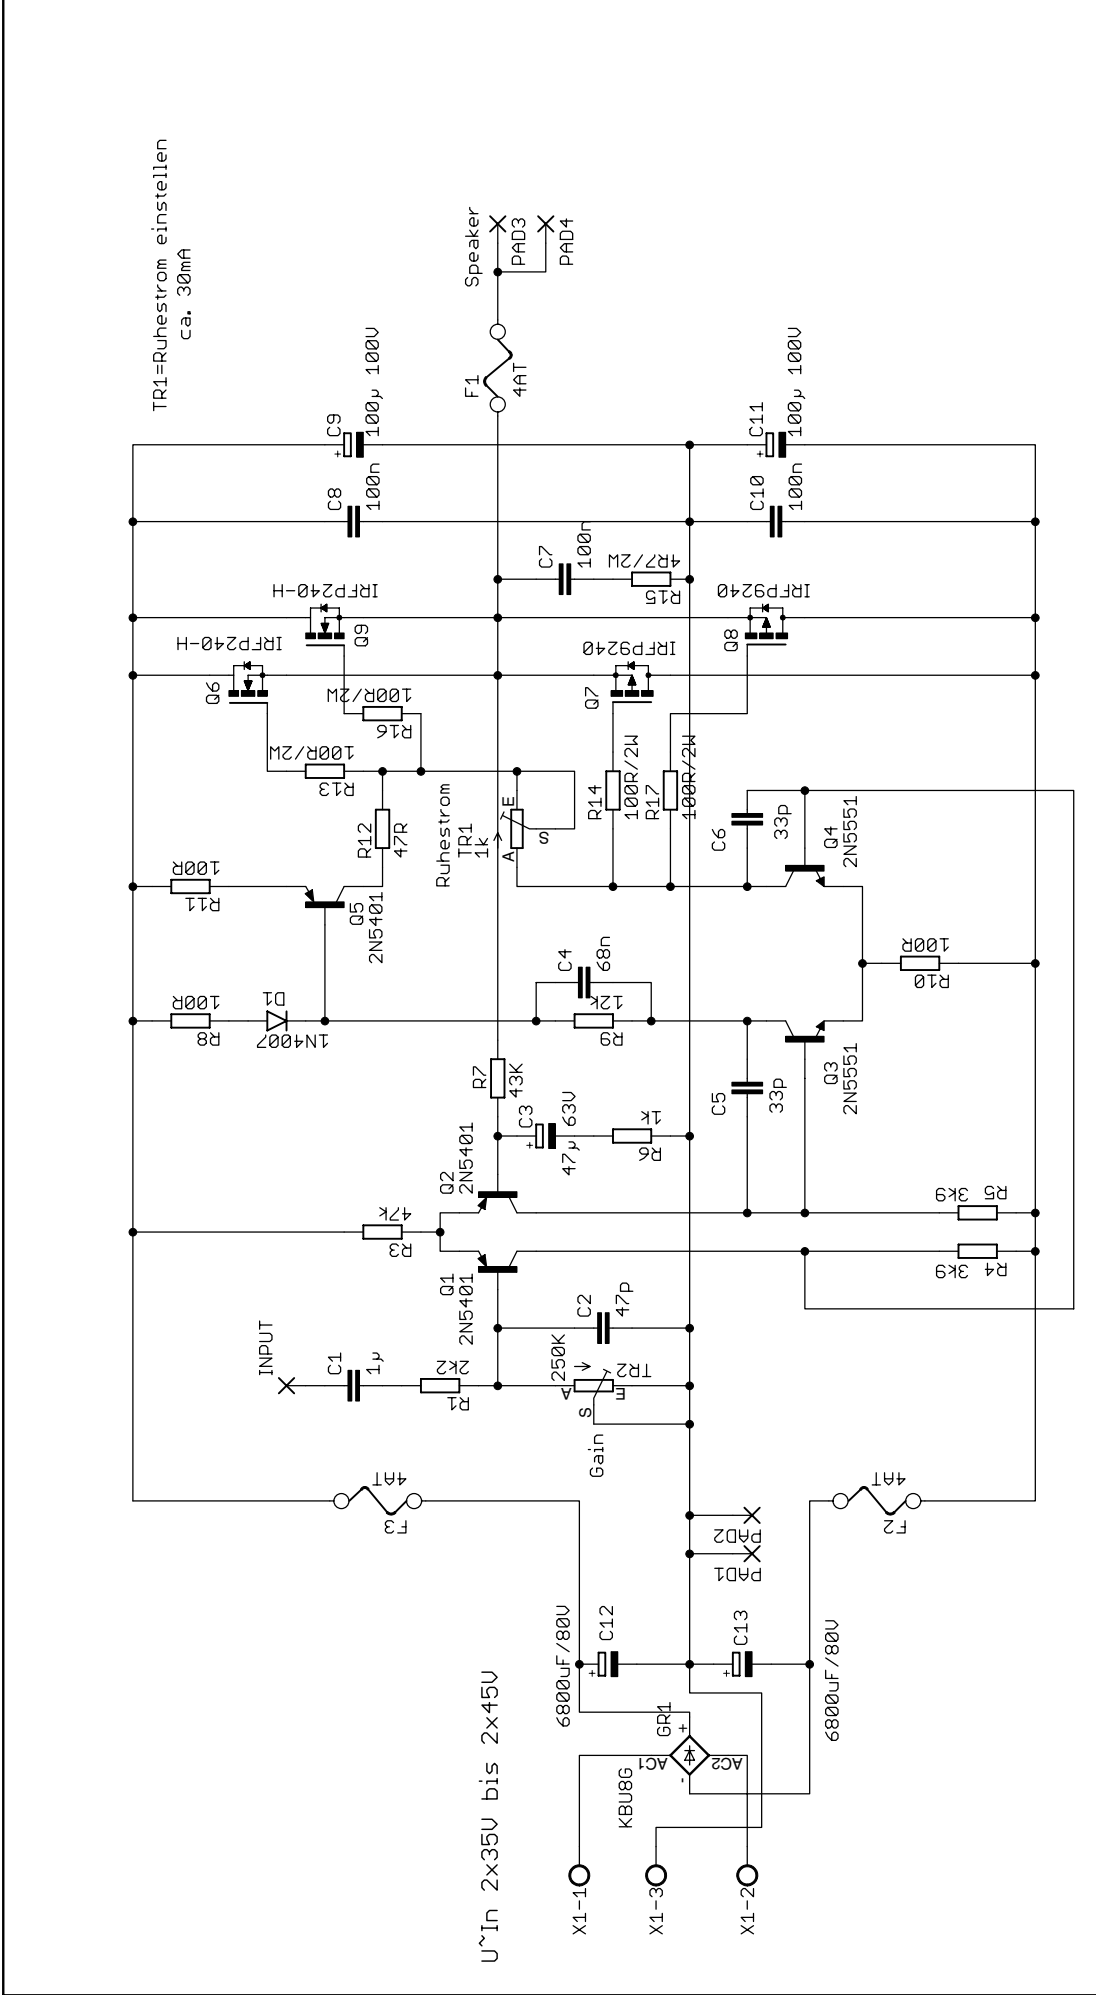 TR1=Ruhestrom einstellen
ca. 30mA
U~In 2x35V bis 2x45V
X1-1
X1-3
X1-2
KBU8G
GR1
AC1
AC2
+
-
6800uF/80V
C12
+
C13
+
6800uF/80V
PAD1
PAD2
F3
4AT
F2
4AT
INPUT
C1
1µ
R1
2k2
Gain
250K
TR2
A
S
E
C2
47p
Q1
2N5401
Q2
2N5401
R3
47k
R4
3k9
R5
3k9
C3
+
47µ 63V
R6
1k
R7
43K
R8
100R
D1
1N4007
R9
12k
C4
68n
C5
33p
Q3
2N5551
R10
100R
R11
100R
Q5
2N5401
R12
47R
Ruhestrom
TR1
1k
A
E
S
C6
33p
Q4
2N5551
R13
100R/2W
R16
100R/2W
R14
100R/2W
R17
100R/2W
Q6
IRFP240-H
Q9
IRFP240-H
Q7
IRFP9240
Q8
IRFP9240
C7
100n
R15
4R7/2W
C8
100n
C9
+
100µ 100V
C10
100n
C11
+
100µ 100V
F1
4AT
Speaker
PAD3
PAD4